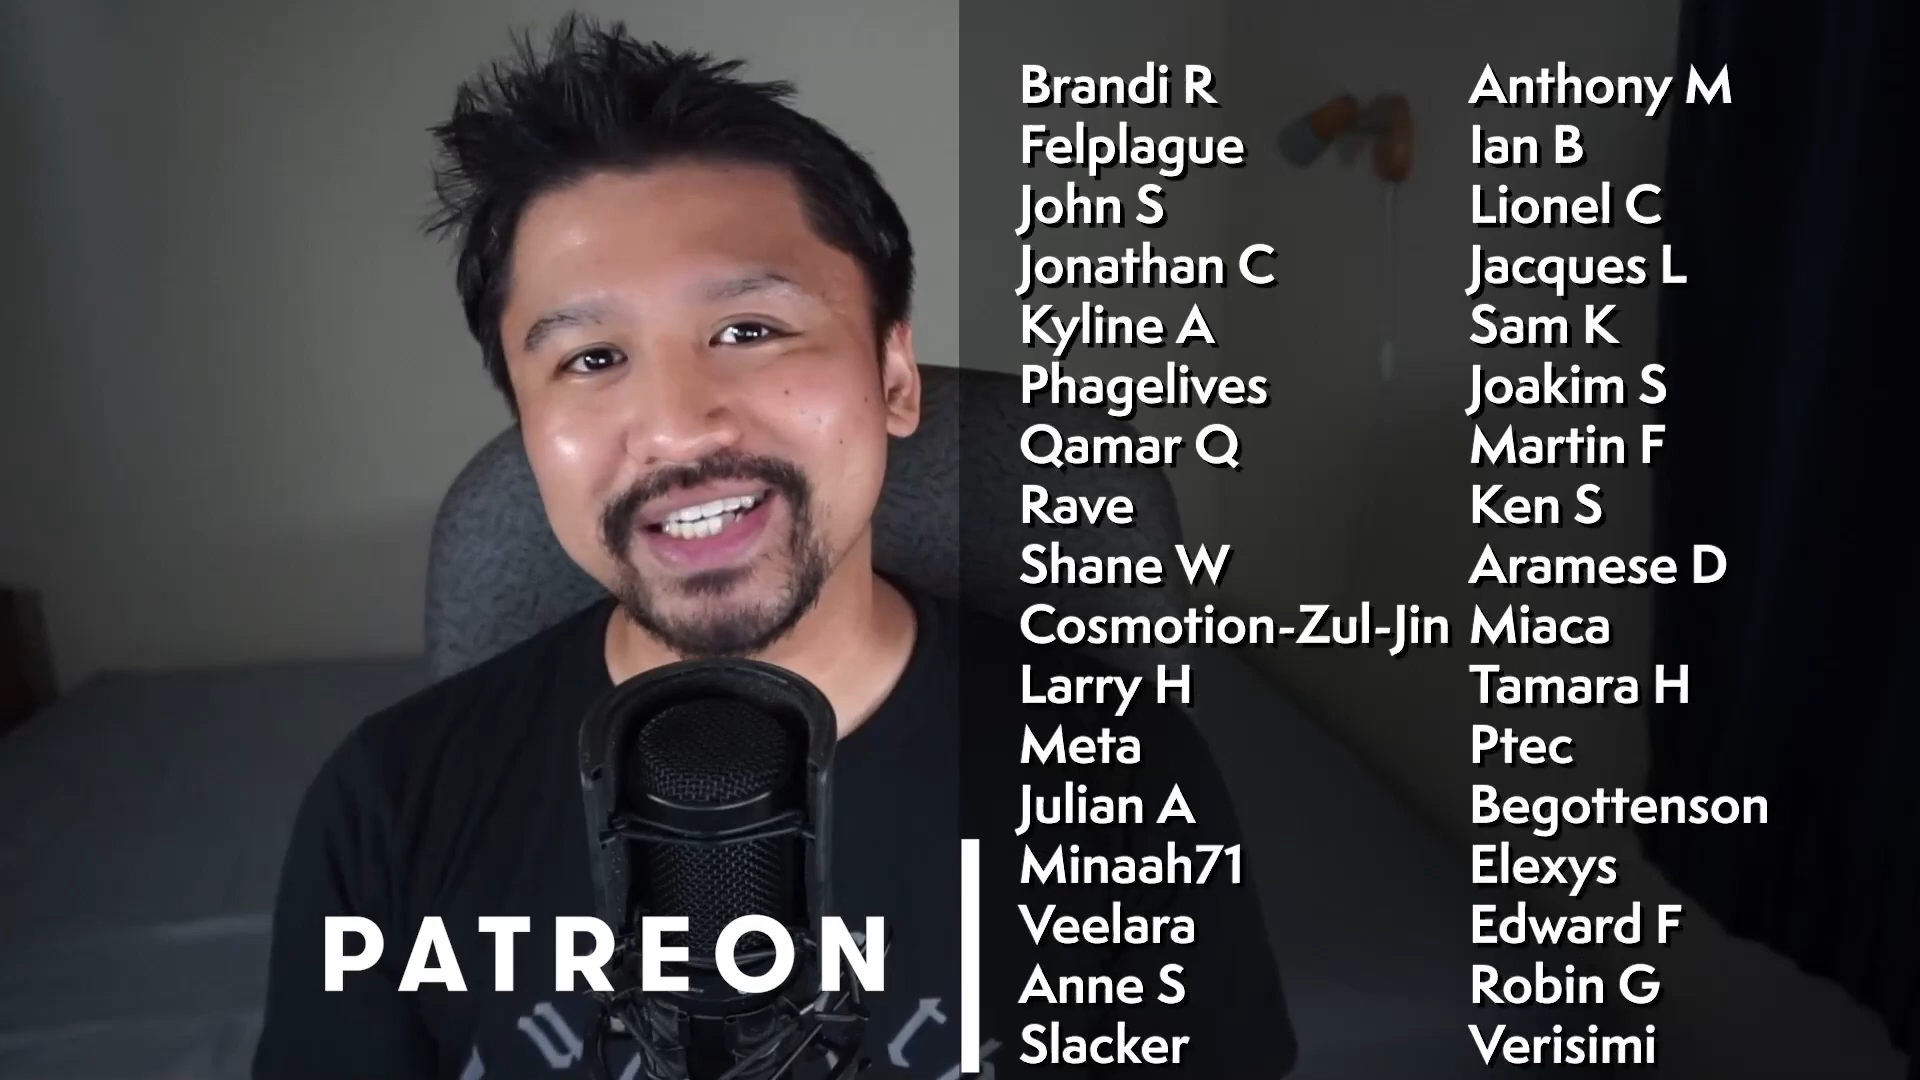 Brandi R
Felplague
John S
Jonathan C
Kyline A
Phagelives
Qamar Q
Rave
Shane W
Cosmotion-Zul-Jin
Larry H
Meta
Julian A
Minaah71
Veelara
Anne S
Slacker
Anthony M
Ian B
Lionel C
Jacques L
Sam K
Joakim S
Martin F
Ken S
Aramese D
Miaca
Tamara H
Ptec
Begottenson
Elexys
Edward F
Robin G
Verisimi
PATREON